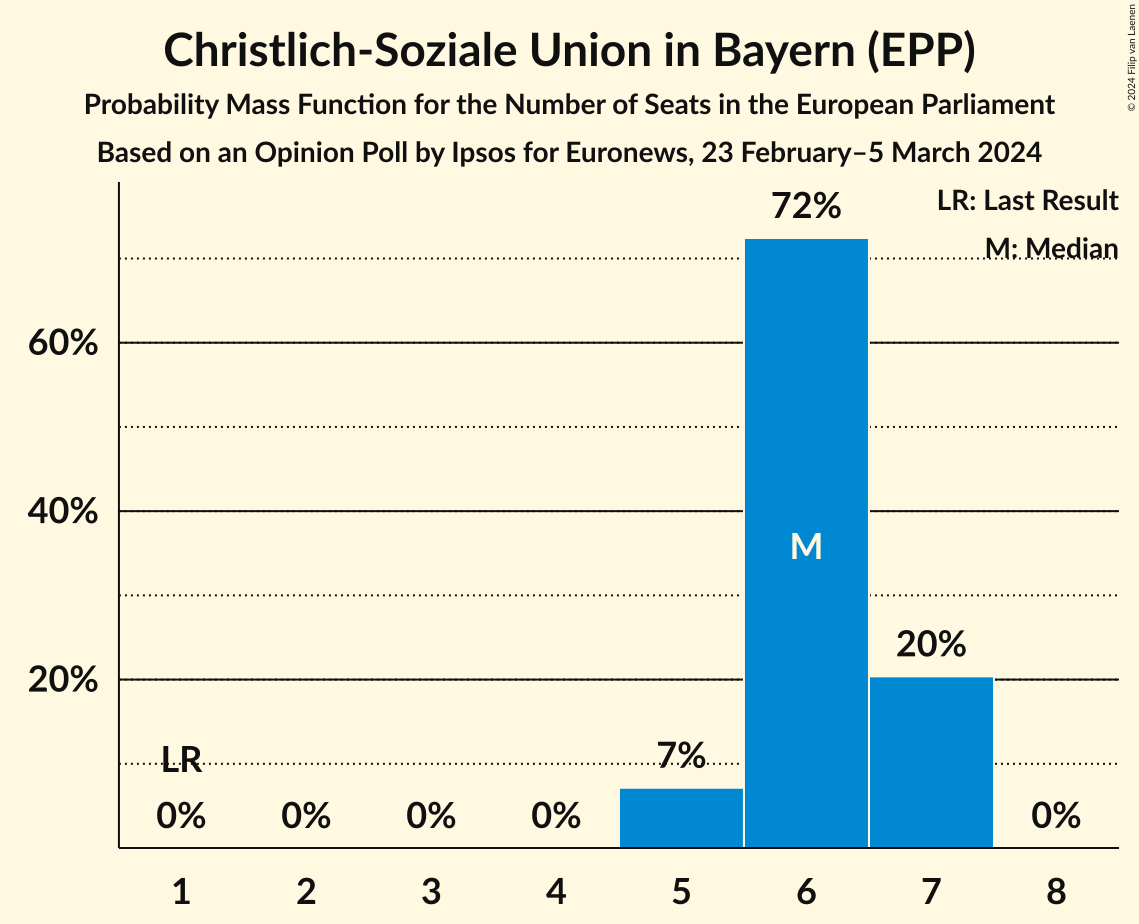 Christlich-Soziale Union in Bayern (EPP)
Probability Mass Function for the Number of Seats in the European Parliament
Based on an Opinion Poll by Ipsos for Euronews, 23 February–5 March 2024
© 2024 Filip van Laenen
LR: Last Result
M: Median
72%
60%
40%
M
20%
20%
LR
7%
0%
0%
0%
0%
0%
1
2
3
4
5
6
7
8